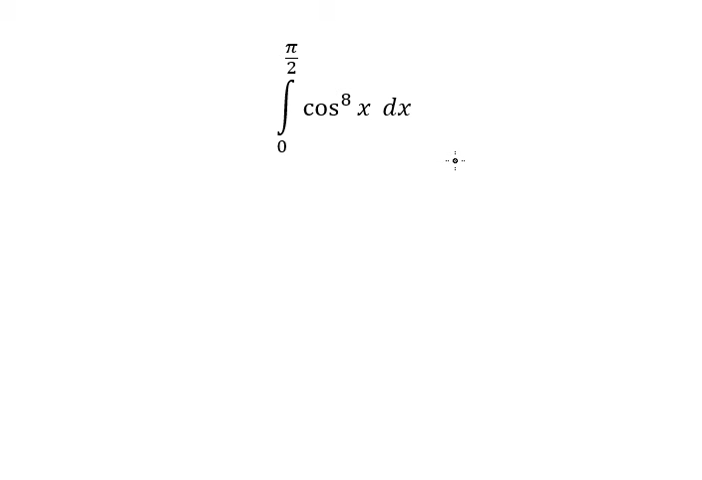 π/2
∫ cos⁸ x dx
0